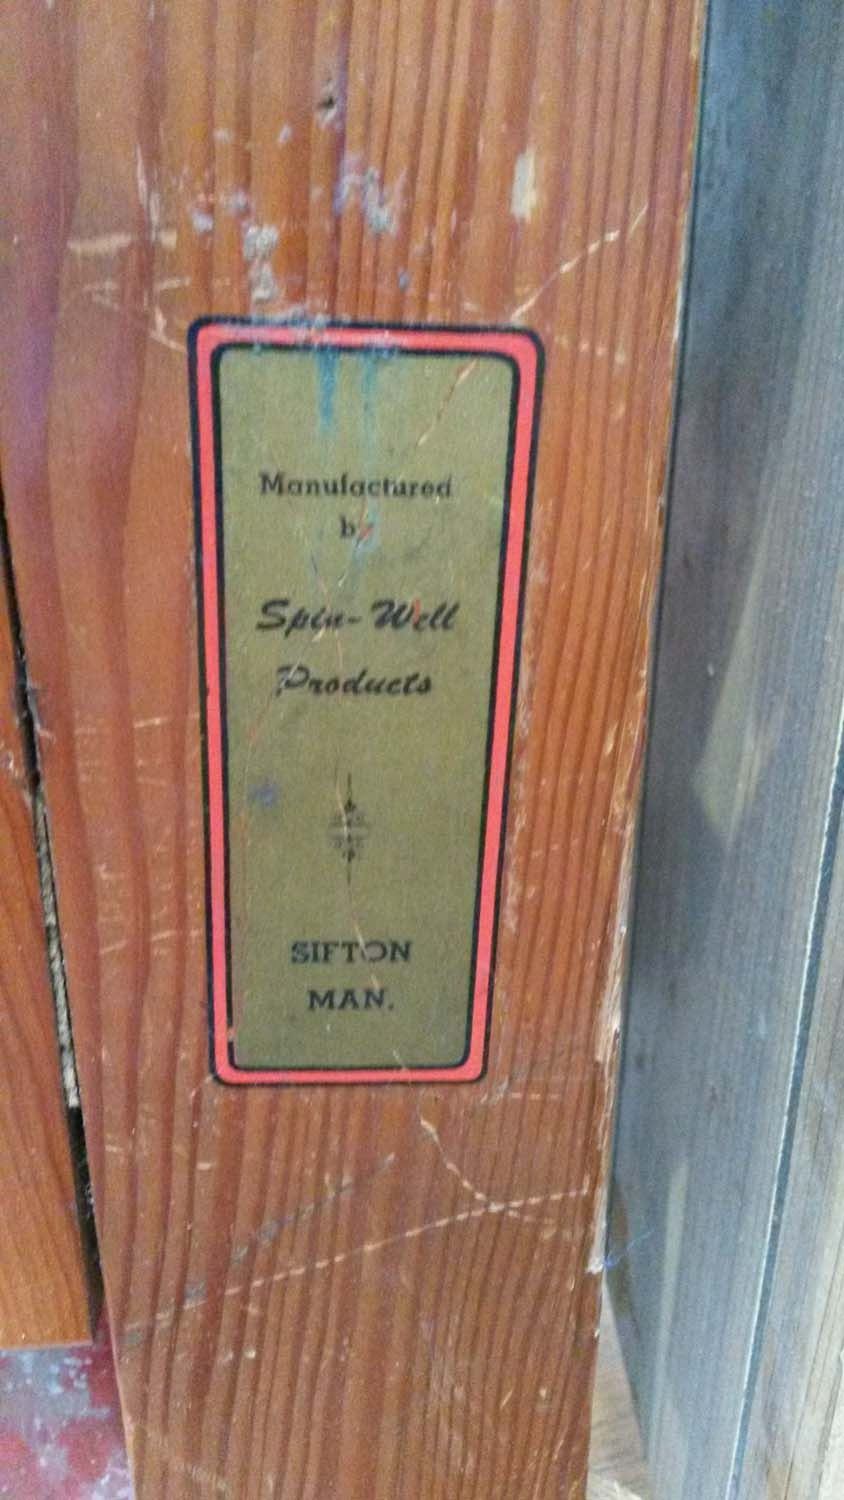 Manufactured
by
Spin-Well
Products
SIFTON
MAN.